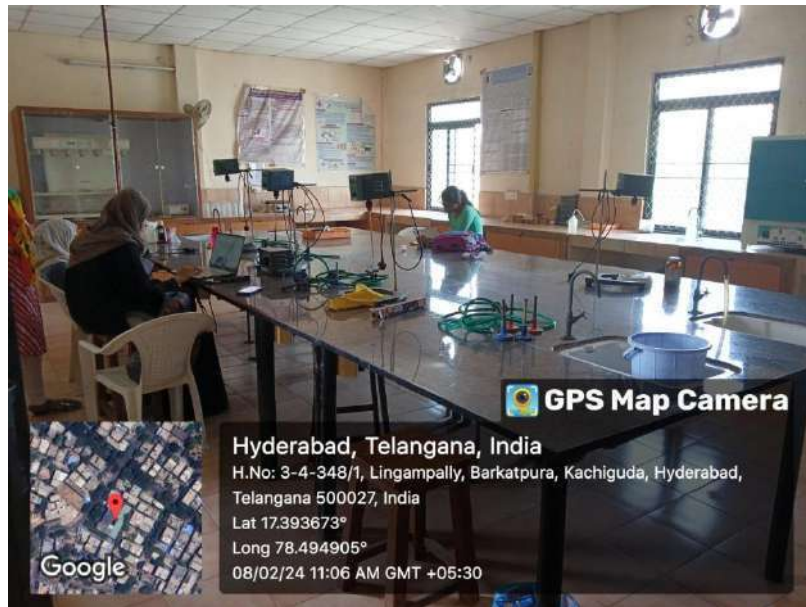 GPS Map Camera
Hyderabad, Telangana, India
H.No: 3-4-348/1, Lingampally, Barkatpura, Kachiguda, Hyderabad,
Telangana 500027, India
Lat 17.393673°
Long 78.494905°
08/02/24 11:06 AM GMT +05:30
Google